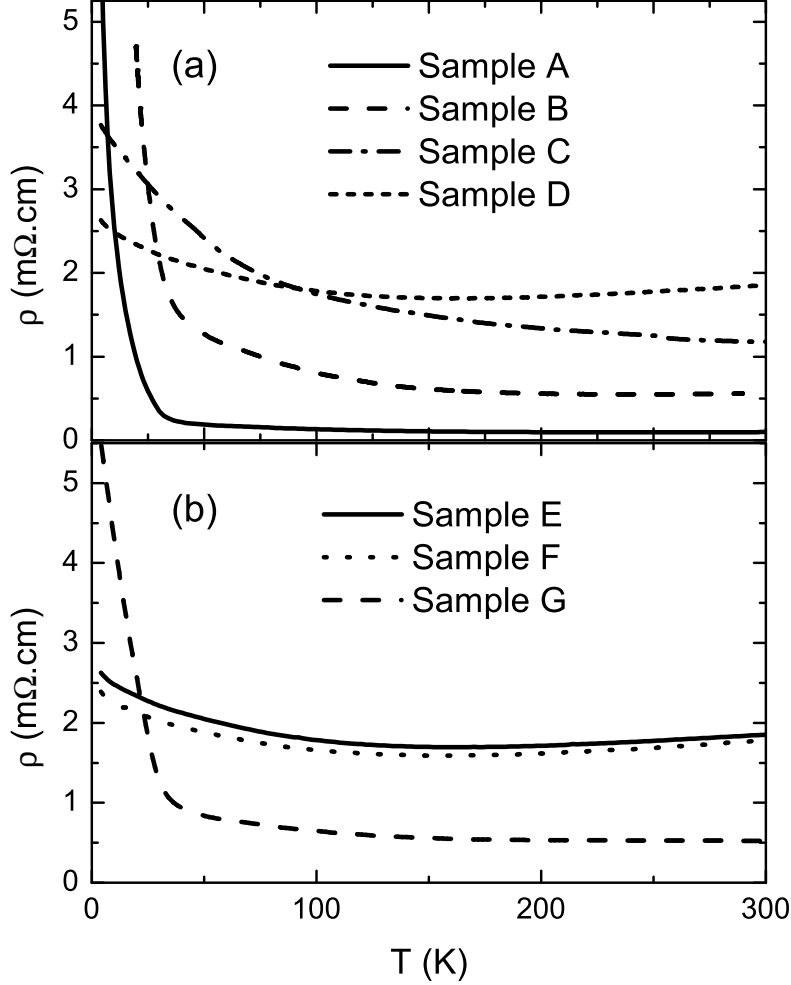 5
(a)
Sample A
Sample B
4
Sample C
Sample D
3
ρ (mΩ.cm)
2
1
0
5
(b)
Sample E
Sample F
4
Sample G
3
ρ (mΩ.cm)
2
1
0
0 100 200 300
T (K)